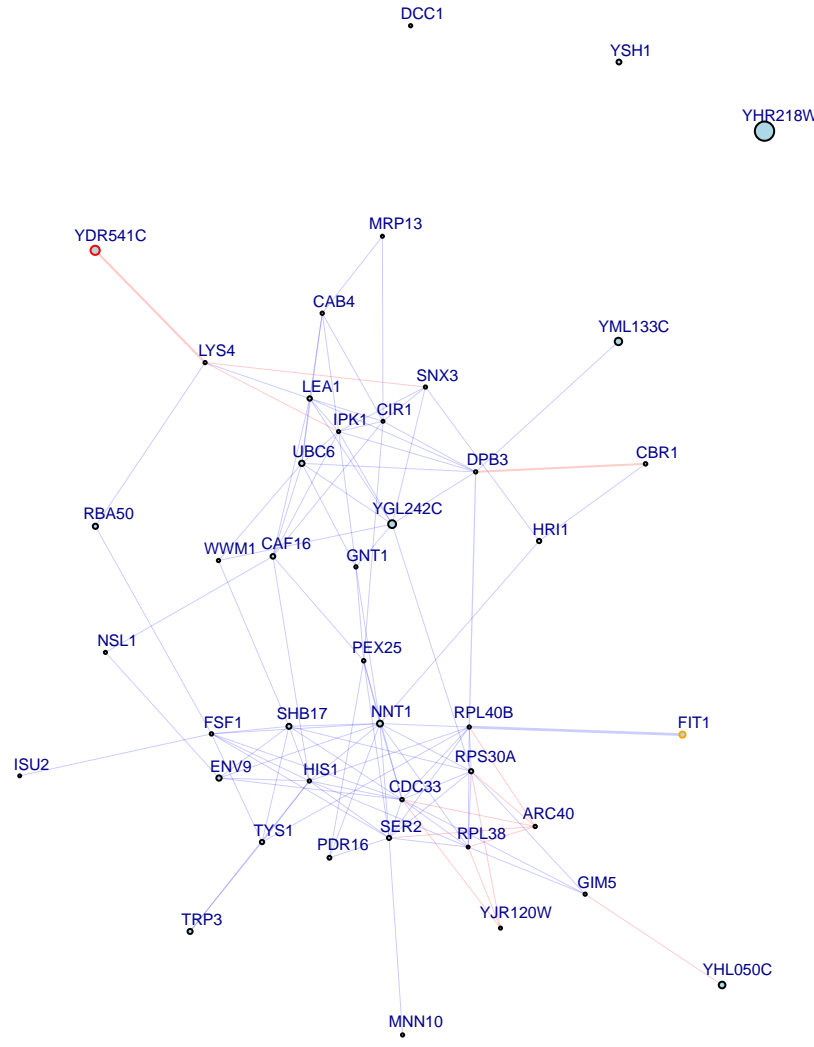 DCC1
YSH1
YHR218W
MRP13
YDR541C
CAB4
YML133C
LYS4
SNX3
LEA1
CIR1
IPK1
UBC6
DPB3
CBR1
YGL242C
RBA50
HRI1
WWM1
CAF16
GNT1
NSL1
PEX25
NNT1
SHB17
RPL40B
FSF1
FIT1
RPS30A
ISU2
ENV9
HIS1
CDC33
ARC40
TYS1
SER2
RPL38
PDR16
GIM5
YJR120W
TRP3
YHL050C
MNN10